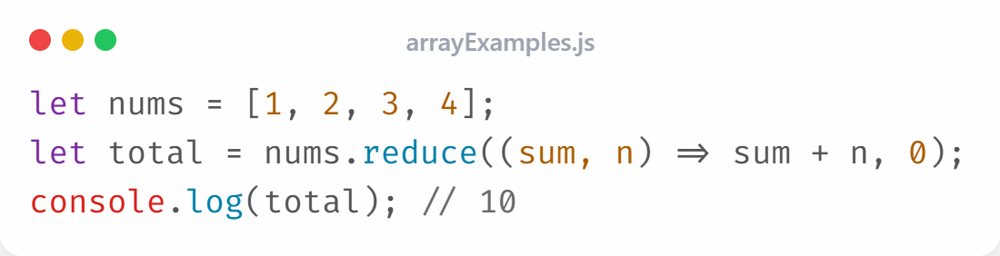 arrayExamples.js
let nums = [1, 2, 3, 4];
let total = nums.reduce((sum, n) => sum + n, 0);
console.log(total); // 10